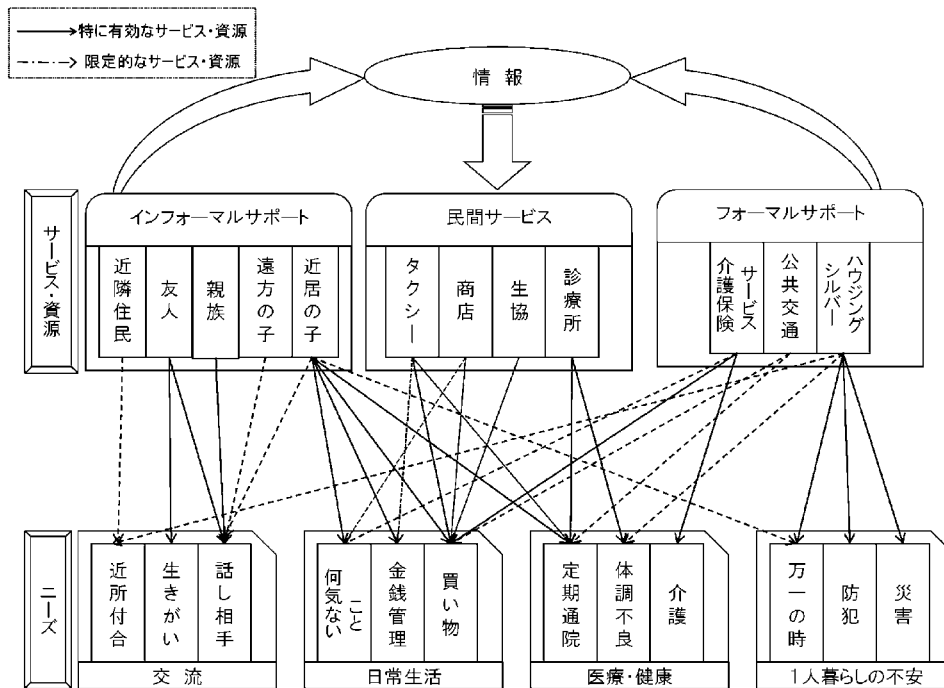 特に有効なサービス・資源
限定的なサービス・資源
情報
サービス・資源
インフォーマルサポート
民間サービス
フォーマルサポート
近隣住民
友人
親族
遠方の子
近居の子
タクシー
商店
生協
診療所
介護保険
サービス
公共交通
シルバー
ハウジング
ニーズ
近所付合
生きがい
話し相手
何気ない
こと
金銭管理
買い物
定期通院
体調不良
介護
万一の時
防犯
災害
交流
日常生活
医療・健康
1人暮らしの不安